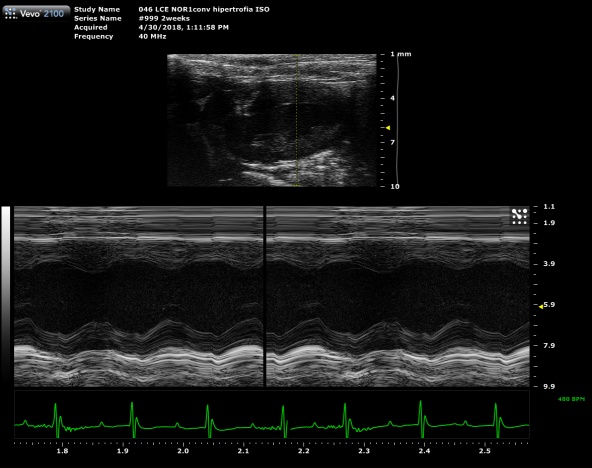 Vevo 2100
Study Name 046 LCE NOR1conv hipertrofia ISO
Series Name #999 2weeks
Acquired 4/30/2018, 1:11:58 PM
Frequency 40 MHz
1 mm
4
7
10
1.1
1.9
3.9
5.9
7.9
9.9
480 BPM
1.8 1.9 2.0 2.1 2.2 2.3 2.4 2.5